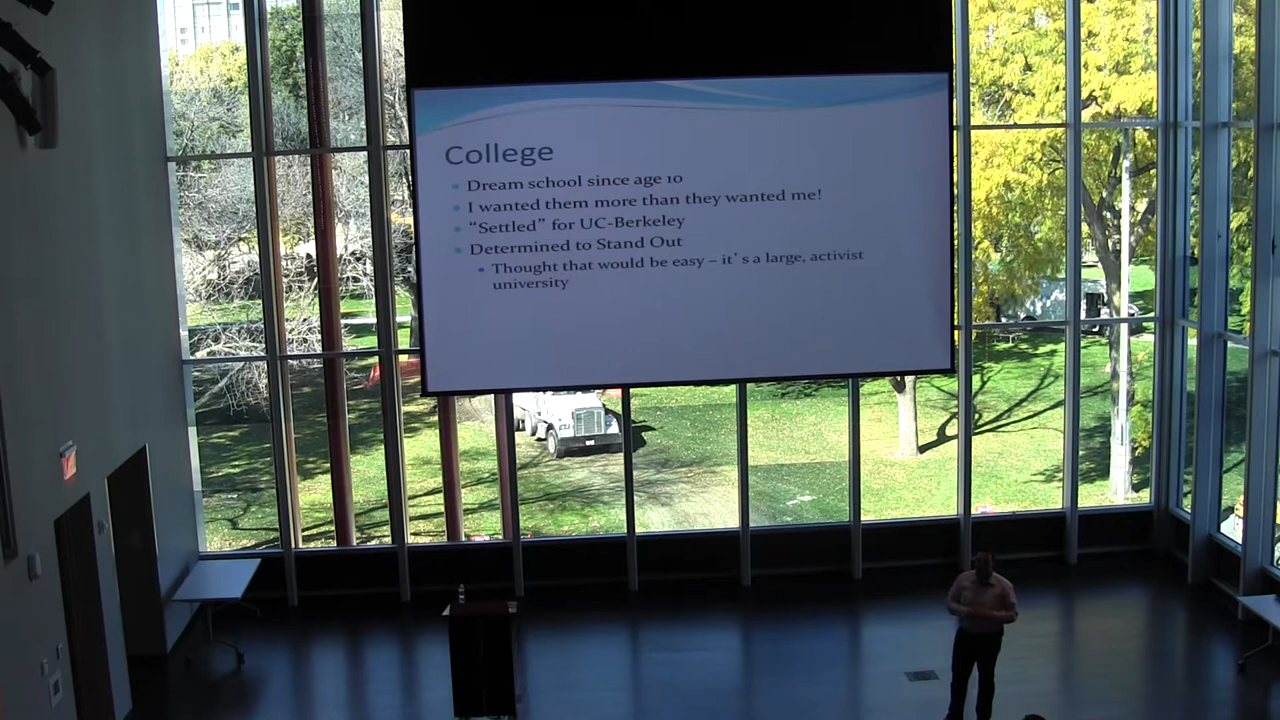 College
Dream school since age 10
I wanted them more than they wanted me!
“Settled” for UC-Berkeley
Determined to Stand Out
Thought that would be easy – it's a large, activist
university